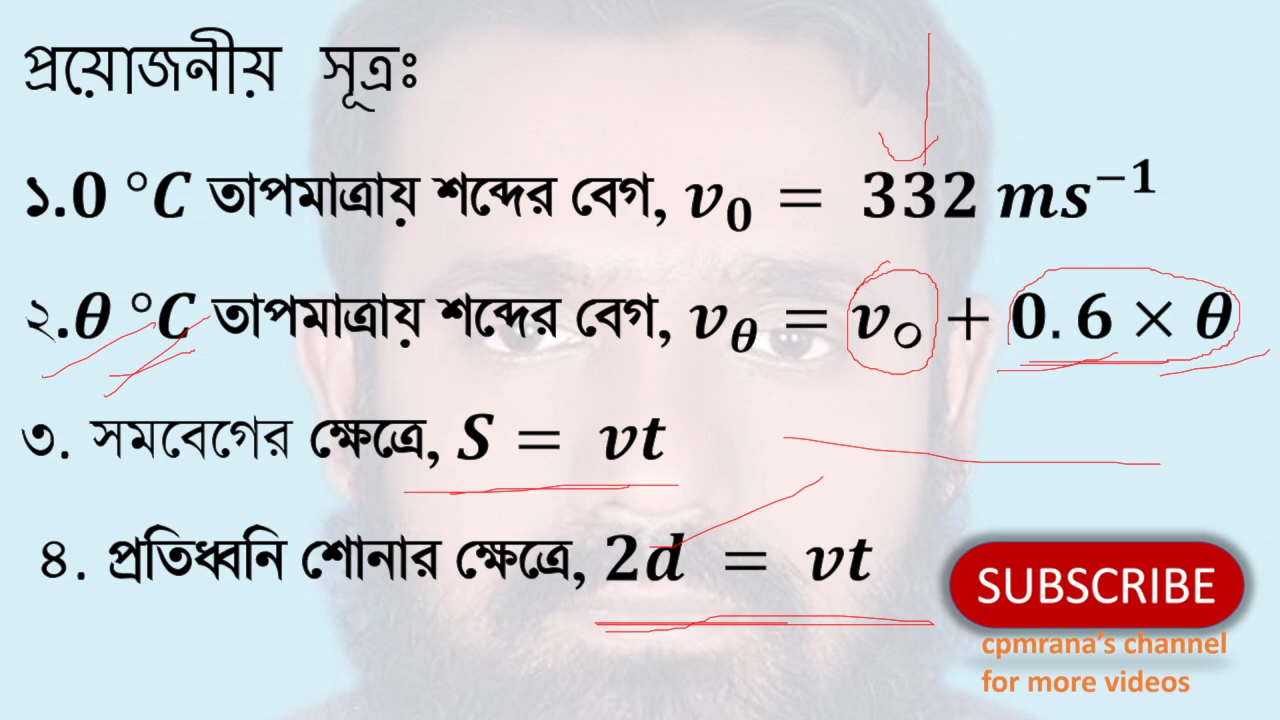 প্রয়োজনীয় সূত্রঃ
১.0 °C তাপমাত্রায় শব্দের বেগ, v₀ = 332 ms⁻¹
২.θ °C তাপমাত্রায় শব্দের বেগ, v_θ = v₀ + 0.6 × θ
৩. সমবেগের ক্ষেত্রে, S = vt
৪. প্রতিধ্বনি শোনার ক্ষেত্রে, 2d = vt
SUBSCRIBE
cpmrana's channel
for more videos